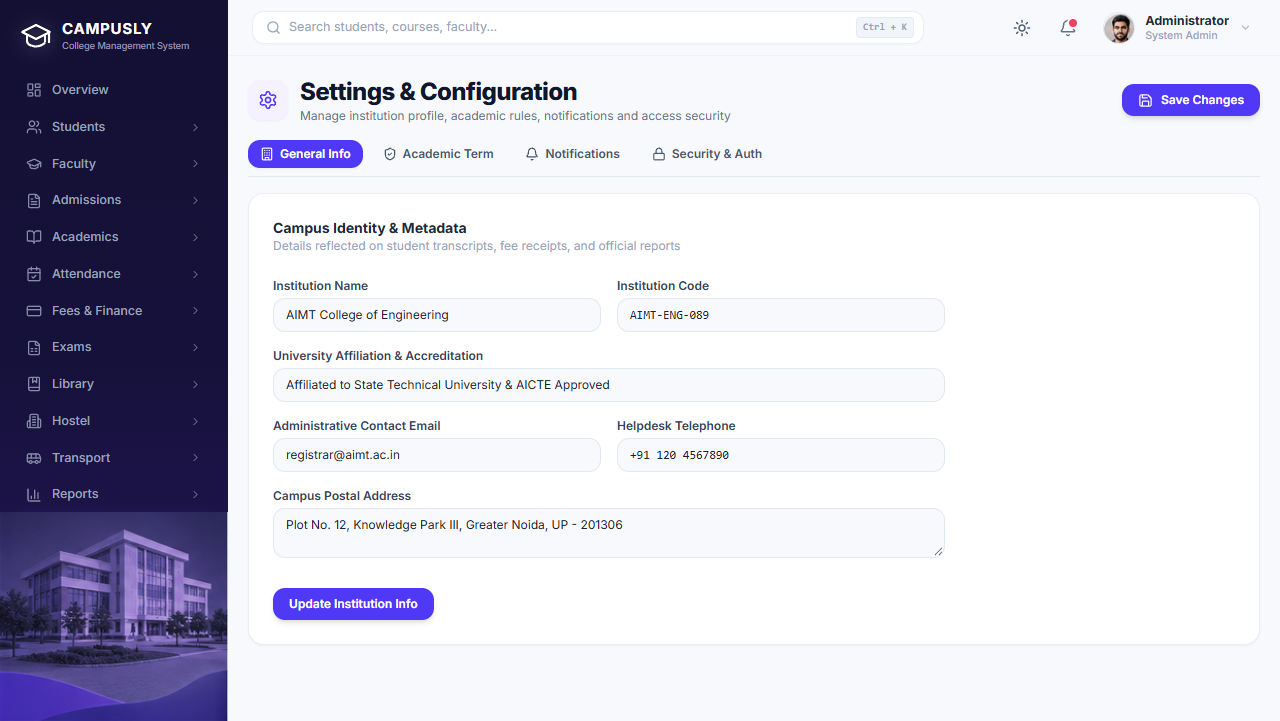 CAMPUSLY
College Management System
Overview
Students
Faculty
Admissions
Academics
Attendance
Fees & Finance
Exams
Library
Hostel
Transport
Reports
Search students, courses, faculty...
Ctrl + K
Administrator
System Admin
Settings & Configuration
Manage institution profile, academic rules, notifications and access security
Save Changes
General Info
Academic Term
Notifications
Security & Auth
Campus Identity & Metadata
Details reflected on student transcripts, fee receipts, and official reports
Institution Name
Institution Code
AIMT College of Engineering
AIMT-ENG-089
University Affiliation & Accreditation
Affiliated to State Technical University & AICTE Approved
Administrative Contact Email
Helpdesk Telephone
registrar@aimt.ac.in
+91 120 4567890
Campus Postal Address
Plot No. 12, Knowledge Park III, Greater Noida, UP - 201306
Update Institution Info